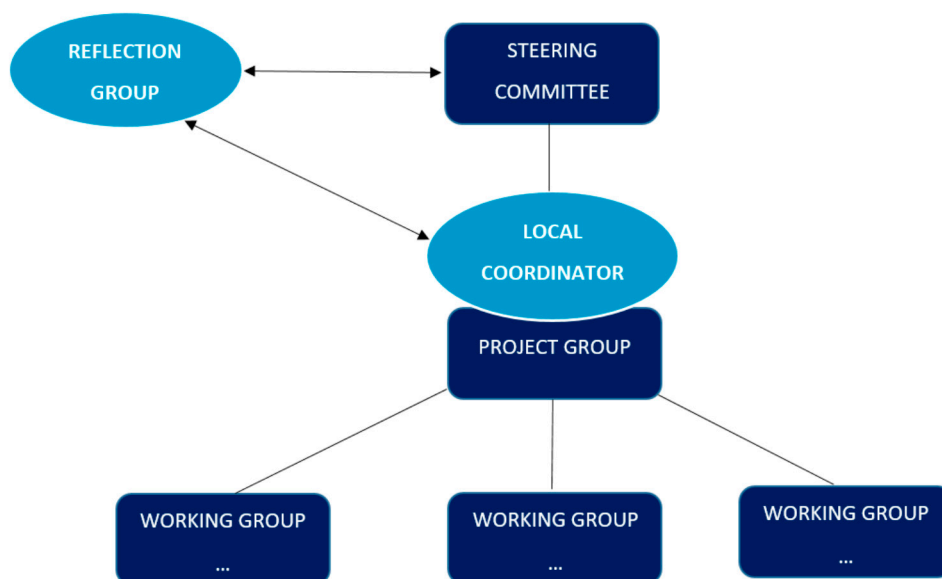 REFLECTION
GROUP
STEERING
COMMITTEE
LOCAL
COORDINATOR
PROJECT GROUP
WORKING GROUP
...
WORKING GROUP
...
WORKING GROUP
...